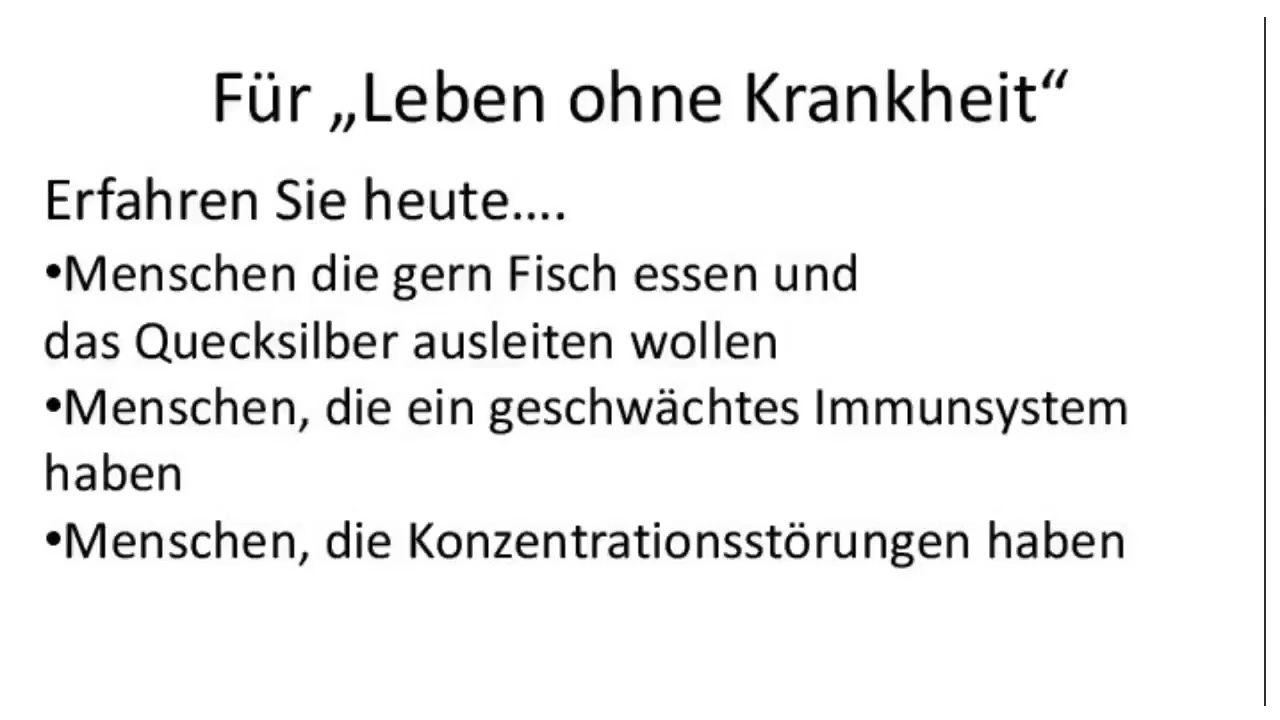 Für „Leben ohne Krankheit“
Erfahren Sie heute....
•Menschen die gern Fisch essen und
das Quecksilber ausleiten wollen
•Menschen, die ein geschwächtes Immunsystem
haben
•Menschen, die Konzentrationsstörungen haben